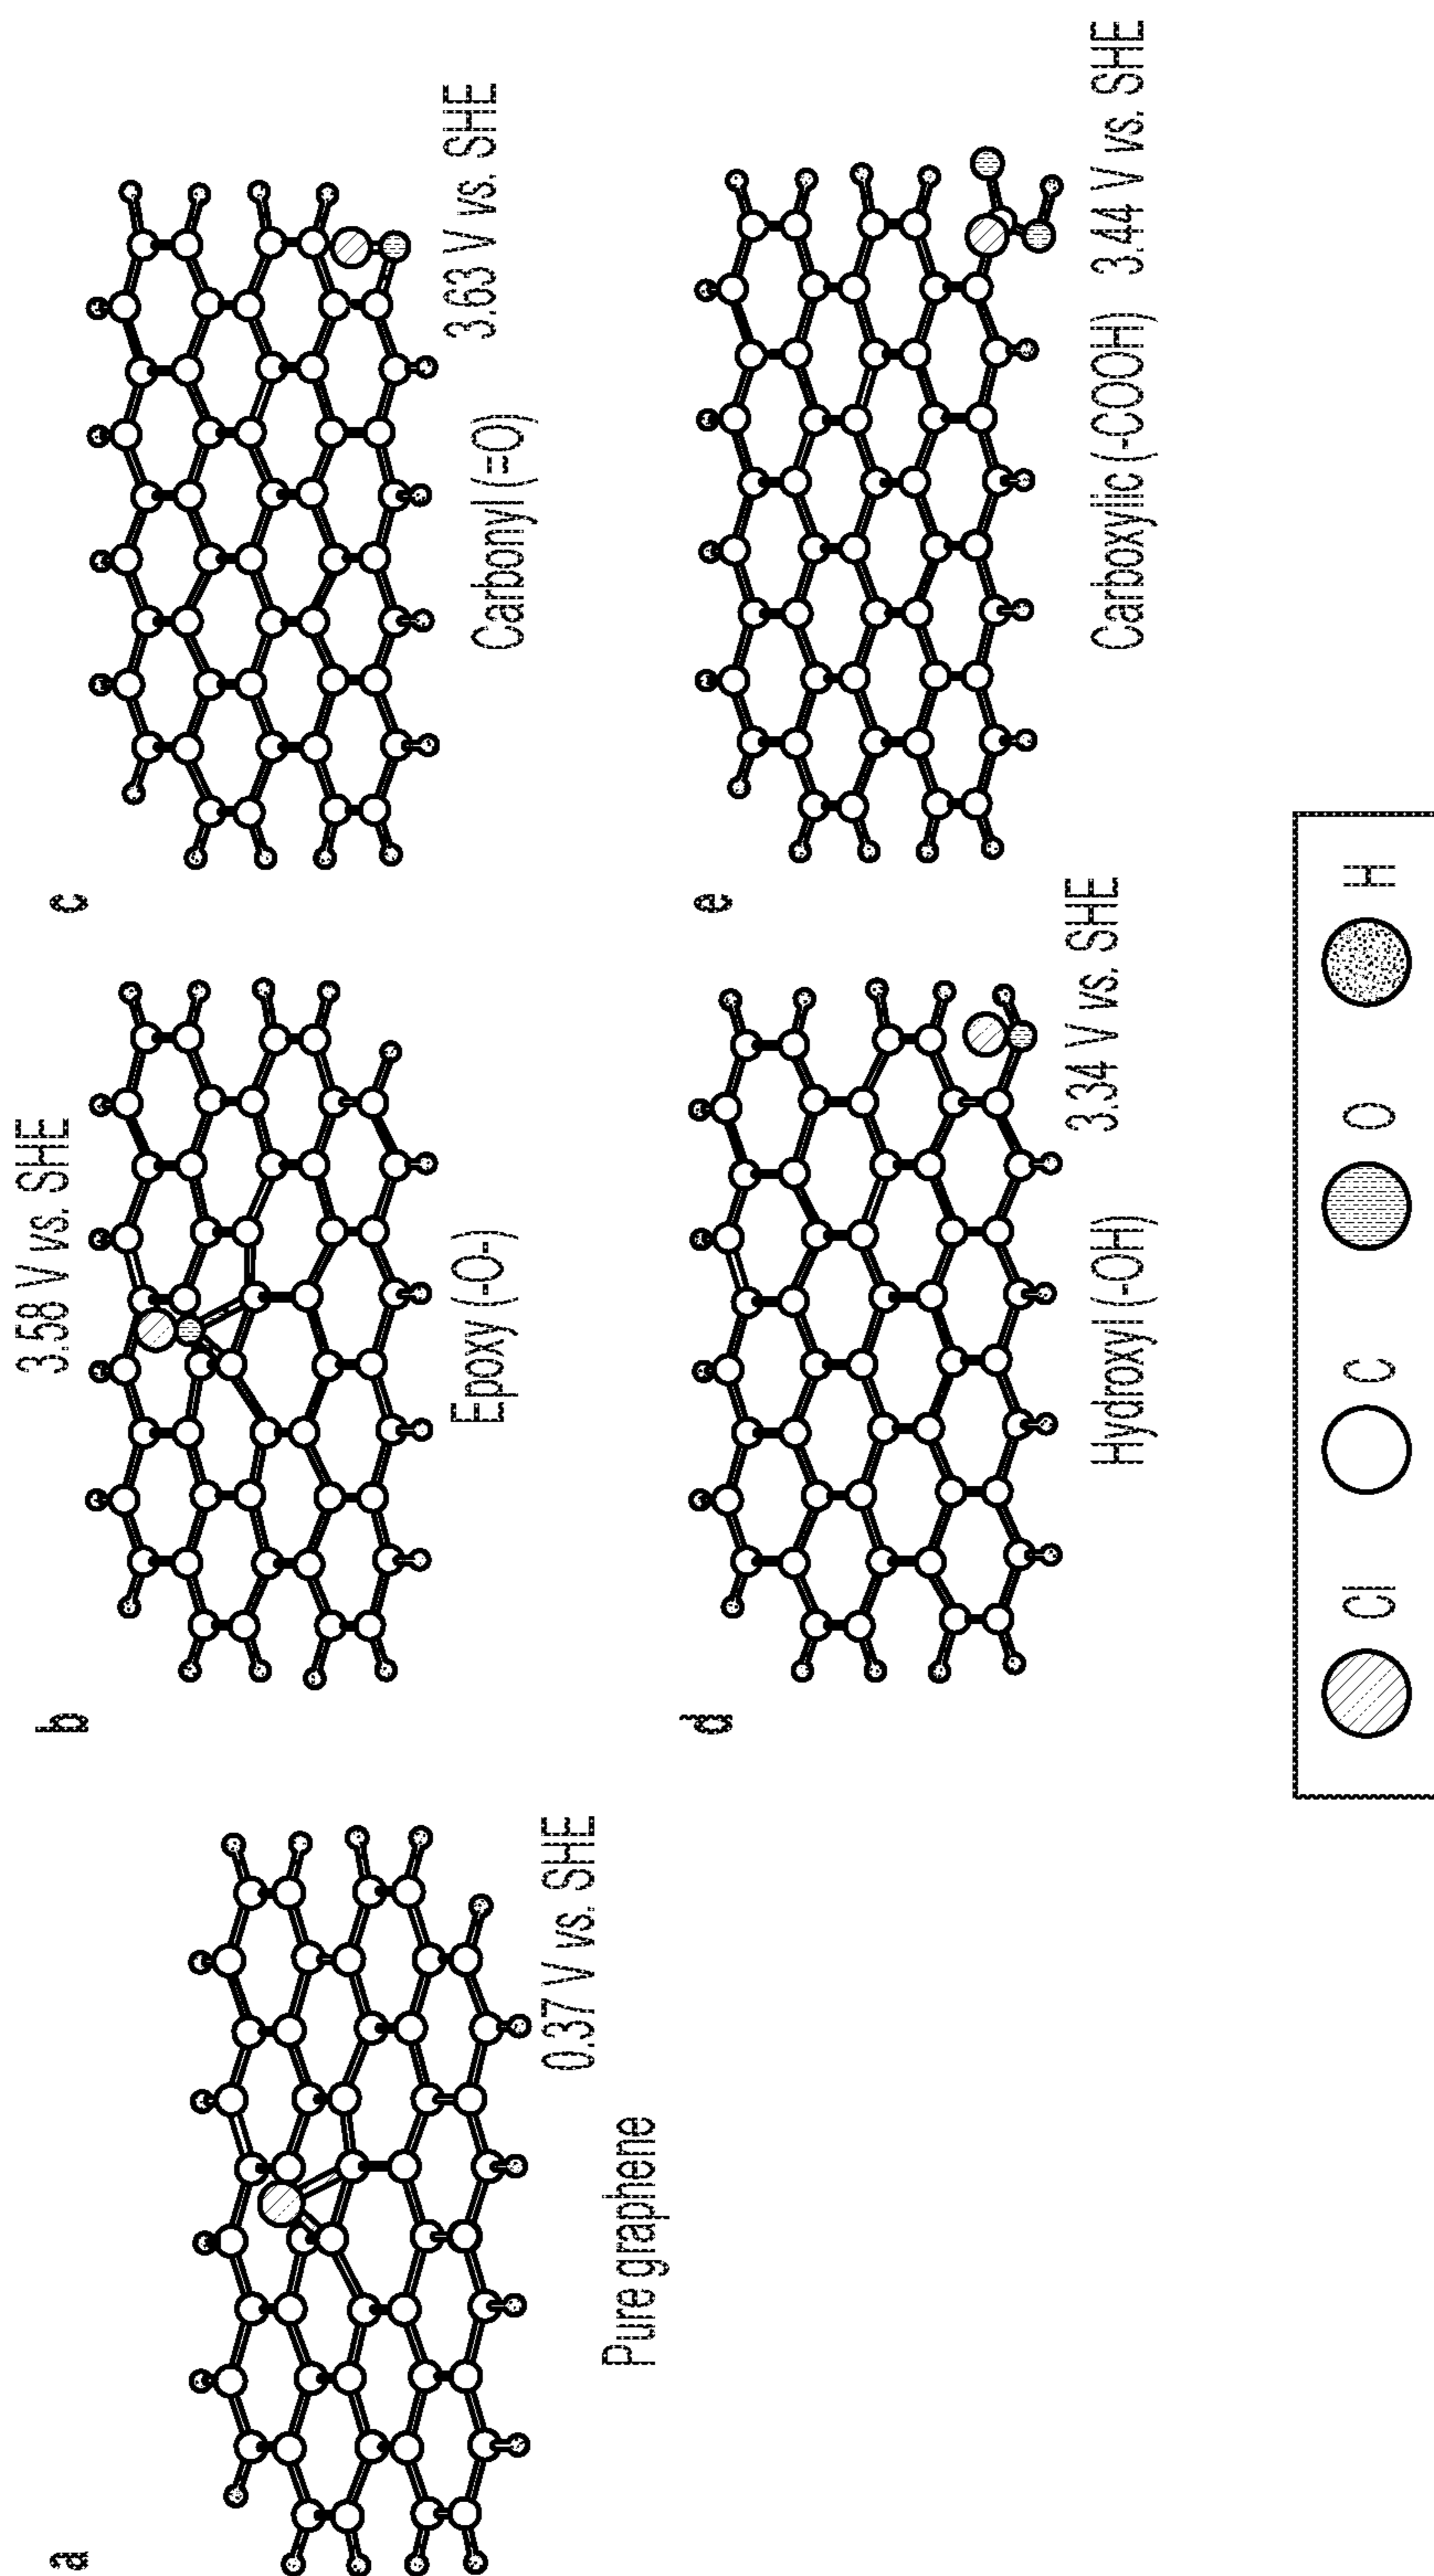 a
0.37 V vs. SHE
Pure graphene
b
3.58 V vs. SHE
Epoxy (-O-)
c
3.63 V vs. SHE
Carbonyl (=O)
d
3.34 V vs. SHE
Hydroxyl (-OH)
e
Carboxylic (-COOH) 3.44 V vs. SHE
Cl C O H